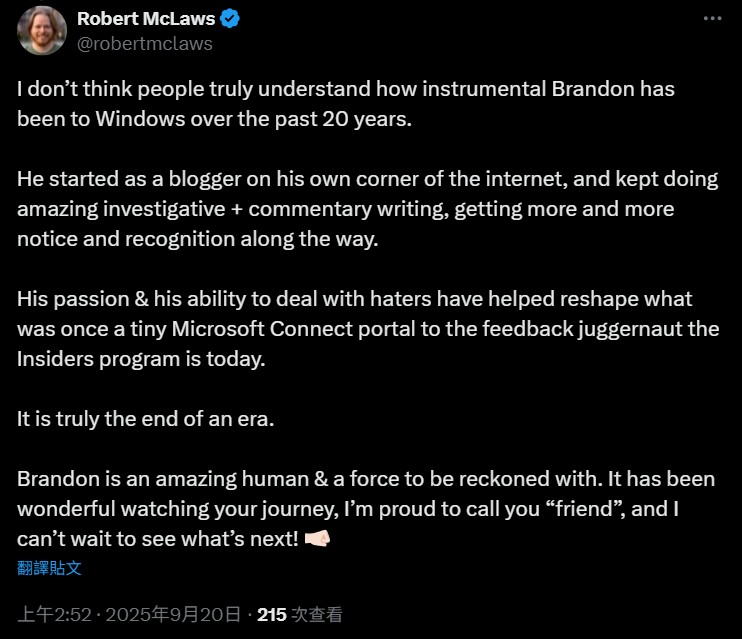 Robert McLaws
@robertmclaws
I don’t think people truly understand how instrumental Brandon has
been to Windows over the past 20 years.
He started as a blogger on his own corner of the internet, and kept doing
amazing investigative + commentary writing, getting more and more
notice and recognition along the way.
His passion & his ability to deal with haters have helped reshape what
was once a tiny Microsoft Connect portal to the feedback juggernaut the
Insiders program is today.
It is truly the end of an era.
Brandon is an amazing human & a force to be reckoned with. It has been
wonderful watching your journey, I’m proud to call you “friend”, and I
can’t wait to see what’s next! 🤜🏻
翻譯貼文
上午2:52 · 2025年9月20日 · 215 次查看